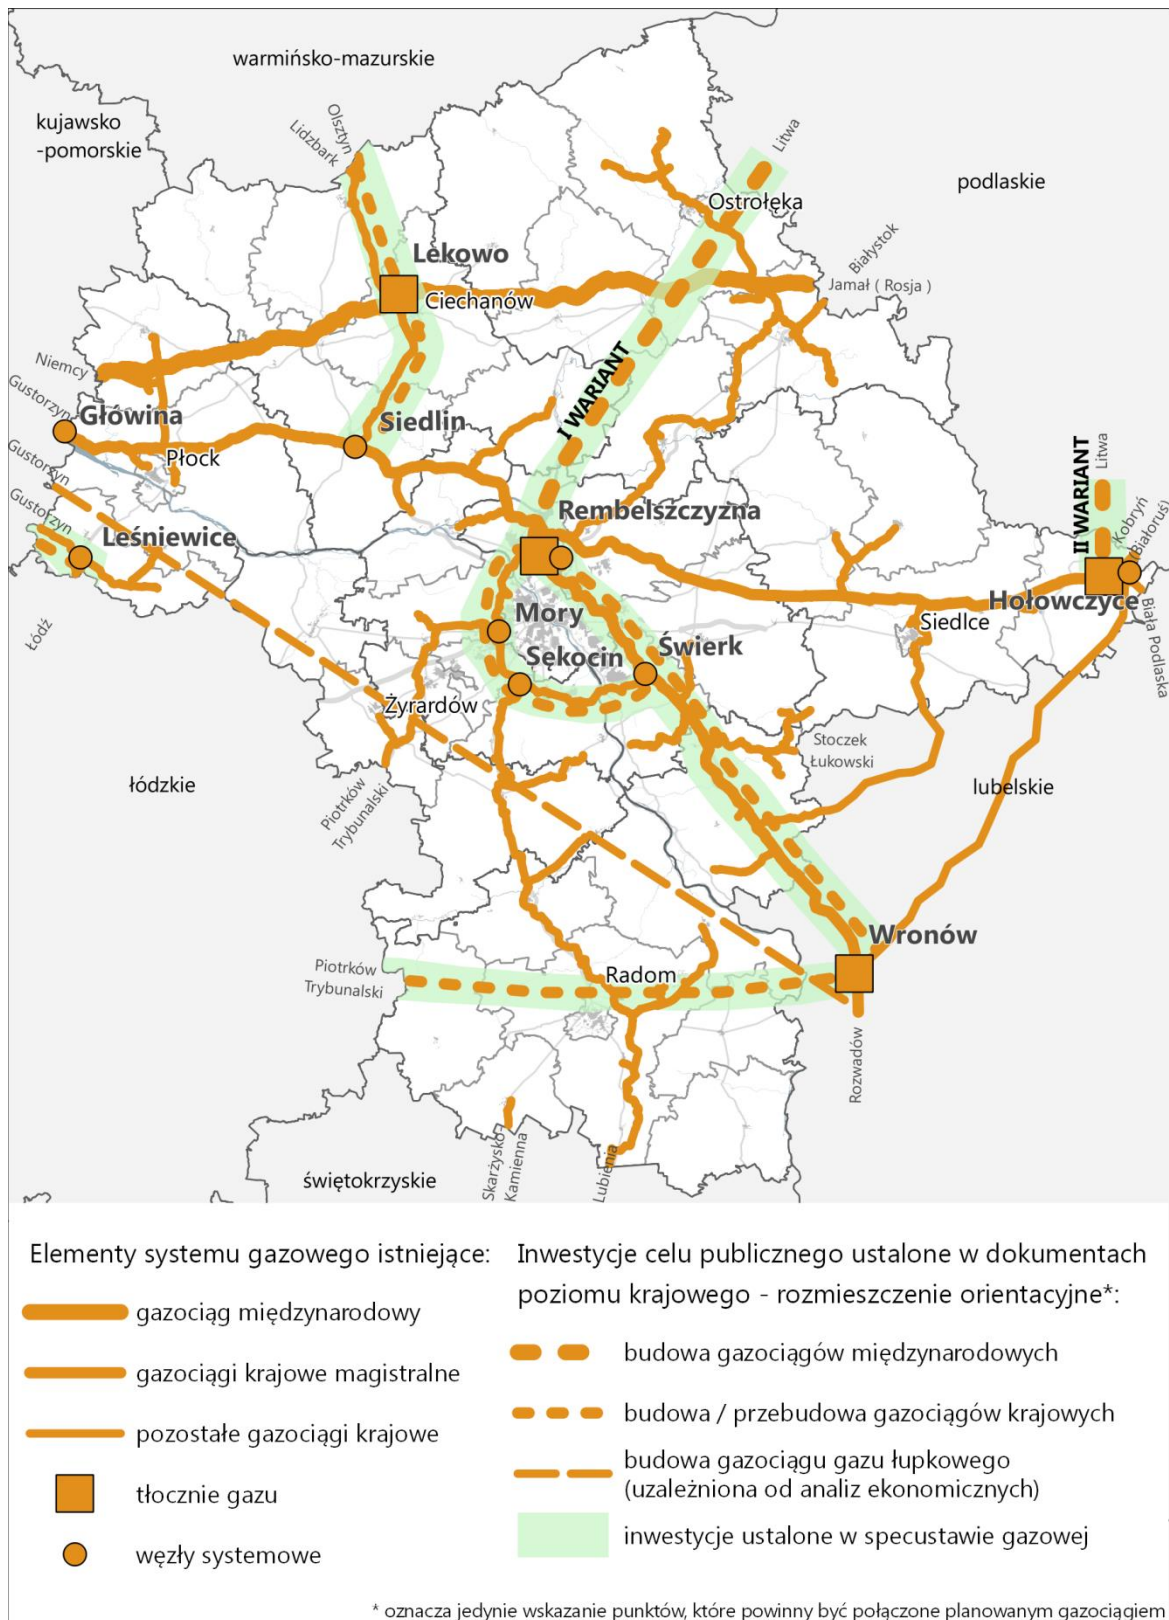 warmińsko-mazurskie
kujawsko
-pomorskie
Olsztyn
Lidzbark
Litwa
podlaskie
Ostrołęka
Białystok
Jamał ( Rosja )
Lekowo
Ciechanów
I WARIANT
Niemcy
Gustorzyn
Główina
Siedlin
Płock
Gustorzyn
Gustorzyn
Leśniewice
Łódź
Rembelszczyzna
II WARIANT
Litwa
Kobryń
(Białoruś)
Hołowczyce
Biała Podlaska
Siedlce
Mory
Sękocin
Świerk
Żyrardów
Stoczek
Łukowski
łódzkie
Piotrków
Trybunalski
lubelskie
Wronów
Piotrków
Trybunalski
Radom
Rozwadów
Skarżysko-
Kamienna
Lubienia
świętokrzyskie
Elementy systemu gazowego istniejące:
gazociąg międzynarodowy
gazociągi krajowe magistralne
pozostałe gazociągi krajowe
tłocznie gazu
węzły systemowe
Inwestycje celu publicznego ustalone w dokumentach
poziomu krajowego - rozmieszczenie orientacyjne*:
budowa gazociągów międzynarodowych
budowa / przebudowa gazociągów krajowych
budowa gazociągu gazu łupkowego
(uzależniona od analiz ekonomicznych)
inwestycje ustalone w specustawie gazowej
* oznacza jedynie wskazanie punktów, które powinny być połączone planowanym gazociągiem